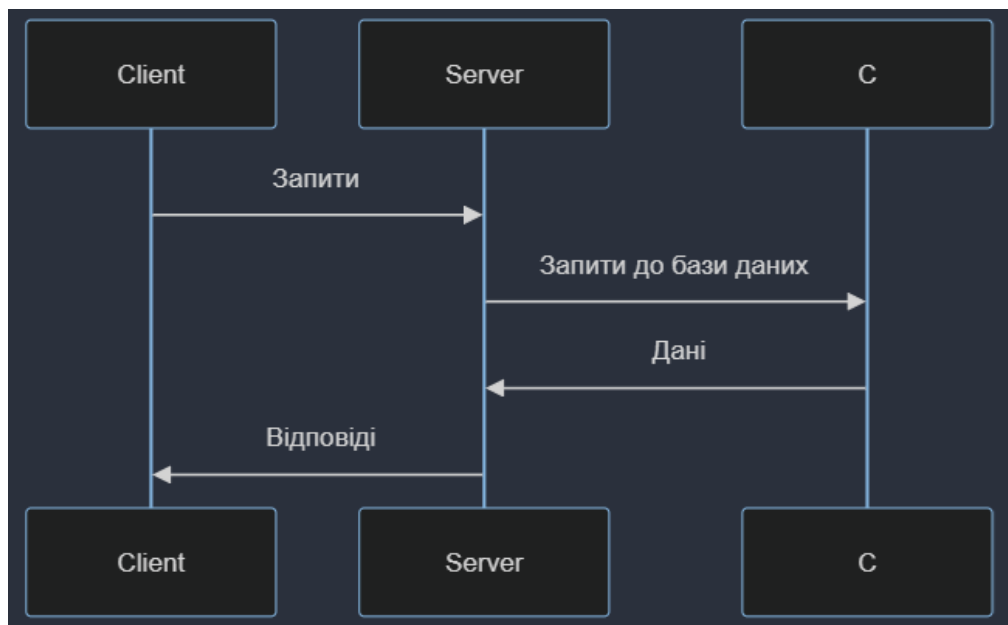 Client
Server
C
Запити
Запити до бази даних
Дані
Відповіді
Client
Server
C